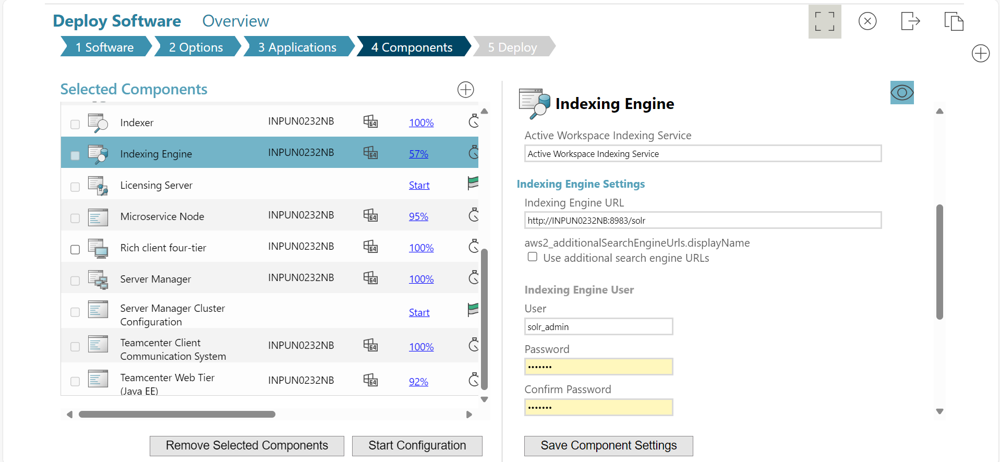 Deploy Software Overview
1 Software 2 Options 3 Applications 4 Components 5 Deploy
Selected Components
Indexer INPUN0232NB 64 100%
Indexing Engine INPUN0232NB 64 57%
Licensing Server Start
Microservice Node INPUN0232NB 64 95%
Rich client four-tier INPUN0232NB 64 100%
Server Manager INPUN0232NB 64 100%
Server Manager Cluster
Configuration Start
Teamcenter Client
Communication System INPUN0232NB 64 100%
Teamcenter Web Tier
(Java EE) INPUN0232NB 64 92%
Remove Selected Components Start Configuration
Indexing Engine
Active Workspace Indexing Service
Active Workspace Indexing Service
Indexing Engine Settings
Indexing Engine URL
http://INPUN0232NB:8983/solr
aws2_additionalSearchEngineUrls.displayName
Use additional search engine URLs
Indexing Engine User
User
solr_admin
Password
•••••••
Confirm Password
•••••••
Save Component Settings